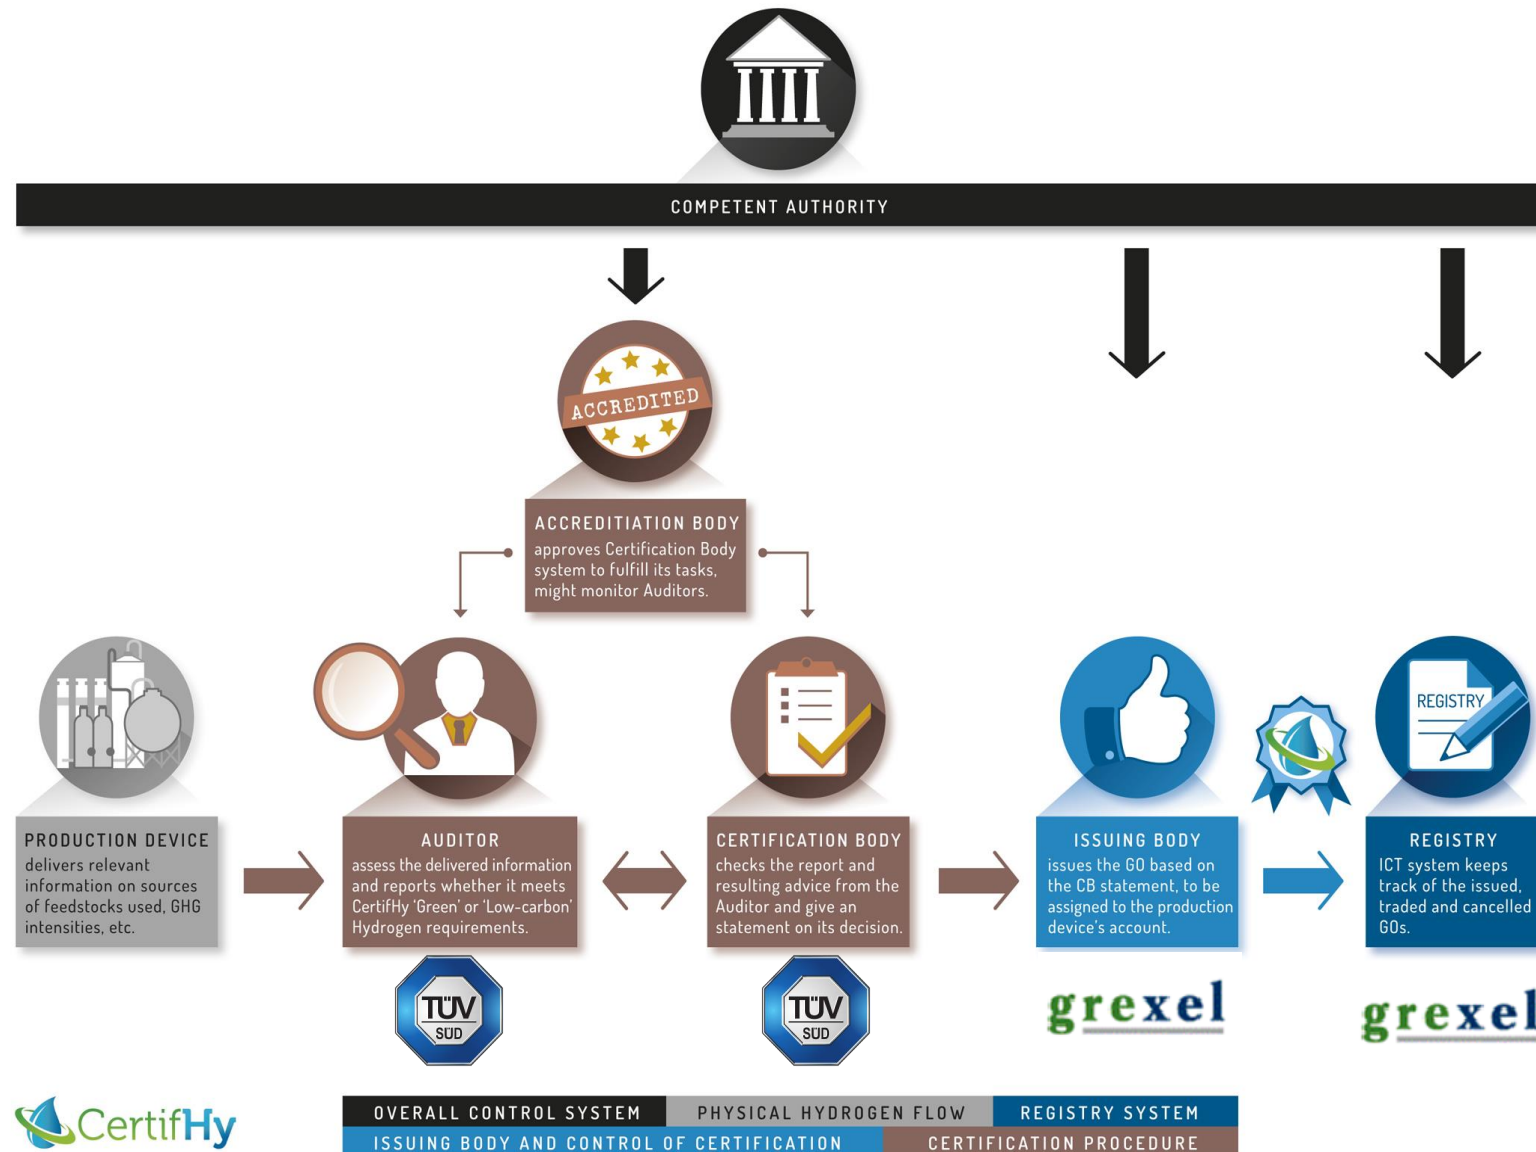 COMPETENT AUTHORITY
ACCREDITED
ACCREDITIATION BODY
approves Certification Body
system to fulfill its tasks,
might monitor Auditors.
REGISTRY
PRODUCTION DEVICE
delivers relevant
information on sources
of feedstocks used, GHG
intensities, etc.
AUDITOR
assess the delivered information
and reports whether it meets
CertifHy ‘Green’ or ‘Low-carbon’
Hydrogen requirements.
CERTIFICATION BODY
checks the report and
resulting advice from the
Auditor and give an
statement on its decision.
ISSUING BODY
issues the GO based on
the CB statement, to be
assigned to the production
device’s account.
REGISTRY
ICT system keeps
track of the issued,
traded and cancelled
GOs.
TÜV
SÜD
TÜV
SÜD
grexel
grexel
CertifHy
OVERALL CONTROL SYSTEM
PHYSICAL HYDROGEN FLOW
REGISTRY SYSTEM
ISSUING BODY AND CONTROL OF CERTIFICATION
CERTIFICATION PROCEDURE